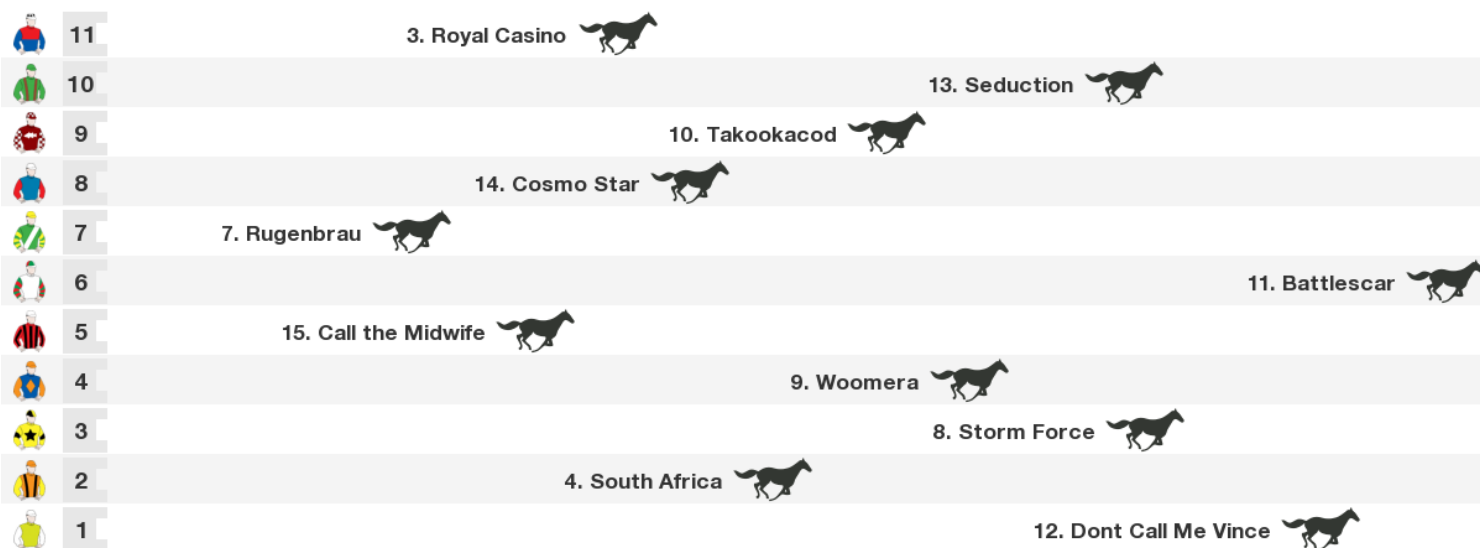 11 3. Royal Casino
10 13. Seduction
9 10. Takookacod
8 14. Cosmo Star
7 7. Rugenbrau
6 11. Battlescar
5 15. Call the Midwife
4 9. Woomera
3 8. Storm Force
2 4. South Africa
1 12. Dont Call Me Vince